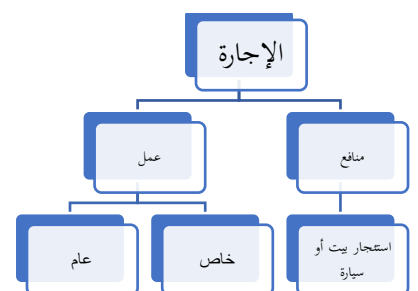 الإجارة
منافع
عمل
استئجار بيت أو
سيارة
خاص
عام